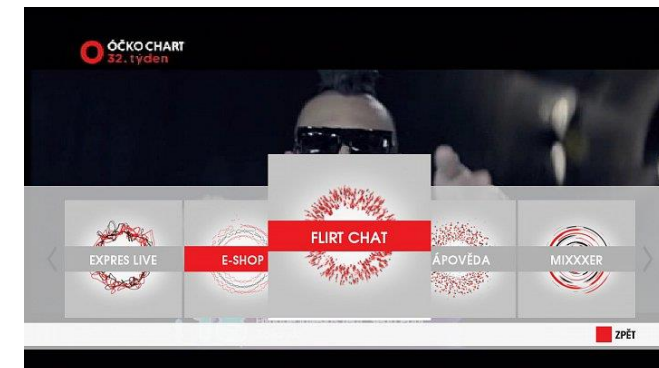 ÓČKO CHART
32. týden
EXPRES LIVE
E-SHOP
FLIRT CHAT
ÁPOVĚDA
MIXXXER
ZPĚT